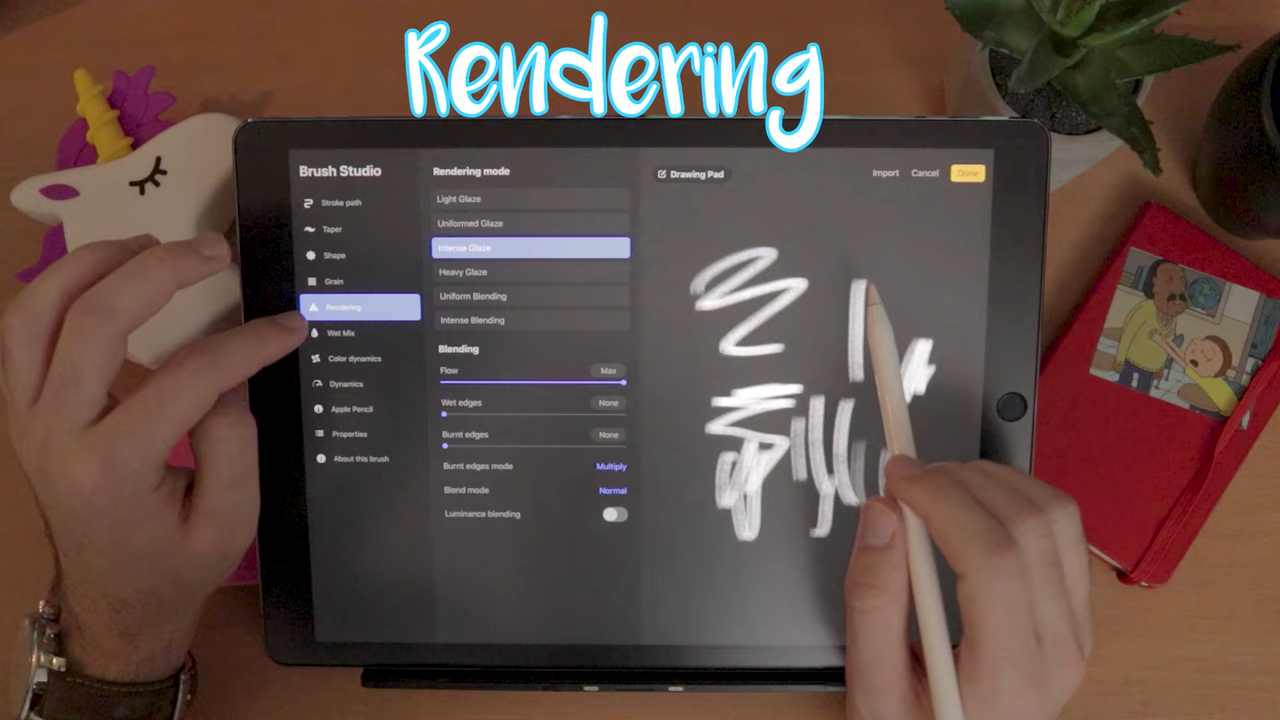 Rendering
Brush Studio
Stroke path
Taper
Shape
Grain
Rendering
Wet Mix
Color dynamics
Dynamics
Apple Pencil
Properties
About this brush
Rendering mode
Light Glaze
Uniformed Glaze
Intense Glaze
Heavy Glaze
Uniform Blending
Intense Blending
Blending
Flow Max
Wet edges None
Burnt edges None
Burnt edges mode Multiply
Blend mode Normal
Luminance blending
Drawing Pad
Import Cancel Done